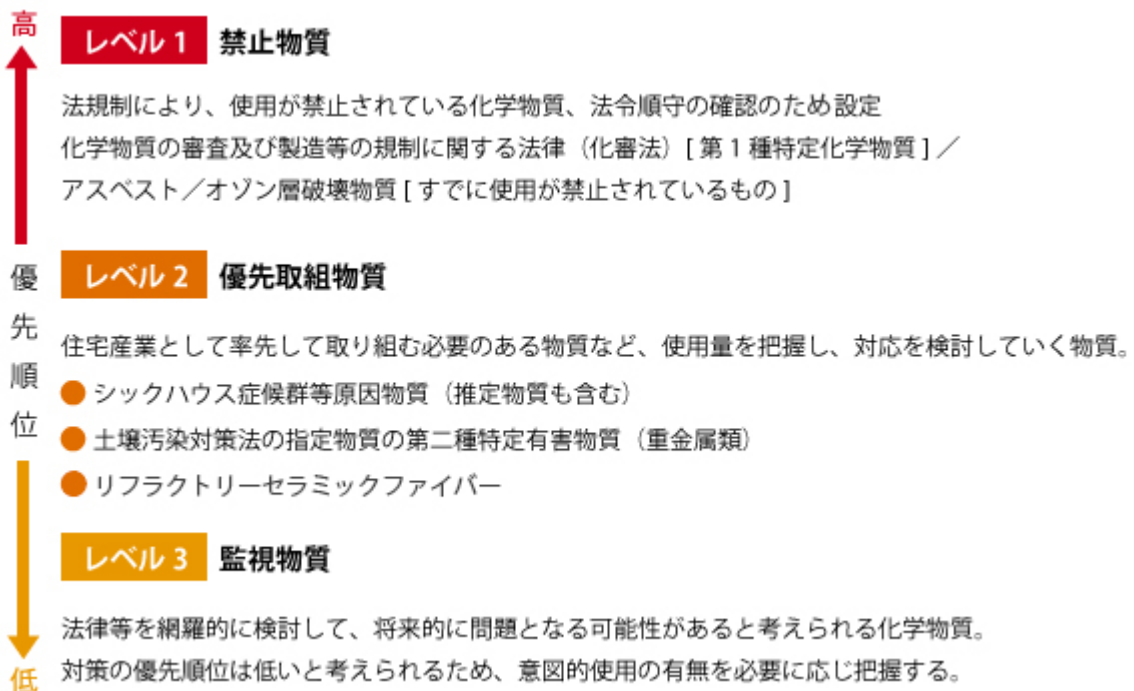 高
レベル 1 禁止物質
法規制により、使用が禁止されている化学物質、法令順守の確認のため設定
化学物質の審査及び製造等の規制に関する法律（化審法）[ 第 1 種特定化学物質 ] ／
アスベスト／オゾン層破壊物質 [ すでに使用が禁止されているもの ]
優先順位
レベル 2 優先取組物質
住宅産業として率先して取り組む必要のある物質など、使用量を把握し、対応を検討していく物質。
● シックハウス症候群等原因物質（推定物質も含む）
● 土壌汚染対策法の指定物質の第二種特定有害物質（重金属類）
● リフラクトリーセラミックファイバー
レベル 3 監視物質
法律等を網羅的に検討して、将来的に問題となる可能性があると考えられる化学物質。
対策の優先順位は低いと考えられるため、意図的使用の有無を必要に応じ把握する。
低